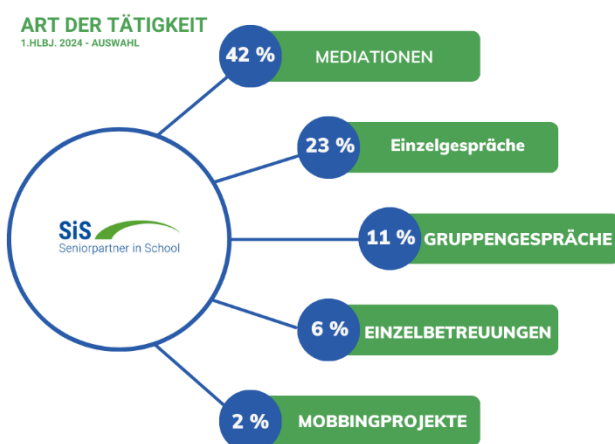 ART DER TÄTIGKEIT
1.HLBJ. 2024 - AUSWAHL
42 % MEDIATIONEN
23 % Einzelgespräche
SiS
Seniorpartner in School
11 % GRUPPENGESPRÄCHE
6 % EINZELBETREUUNGEN
2 % MOBBINGPROJEKTE